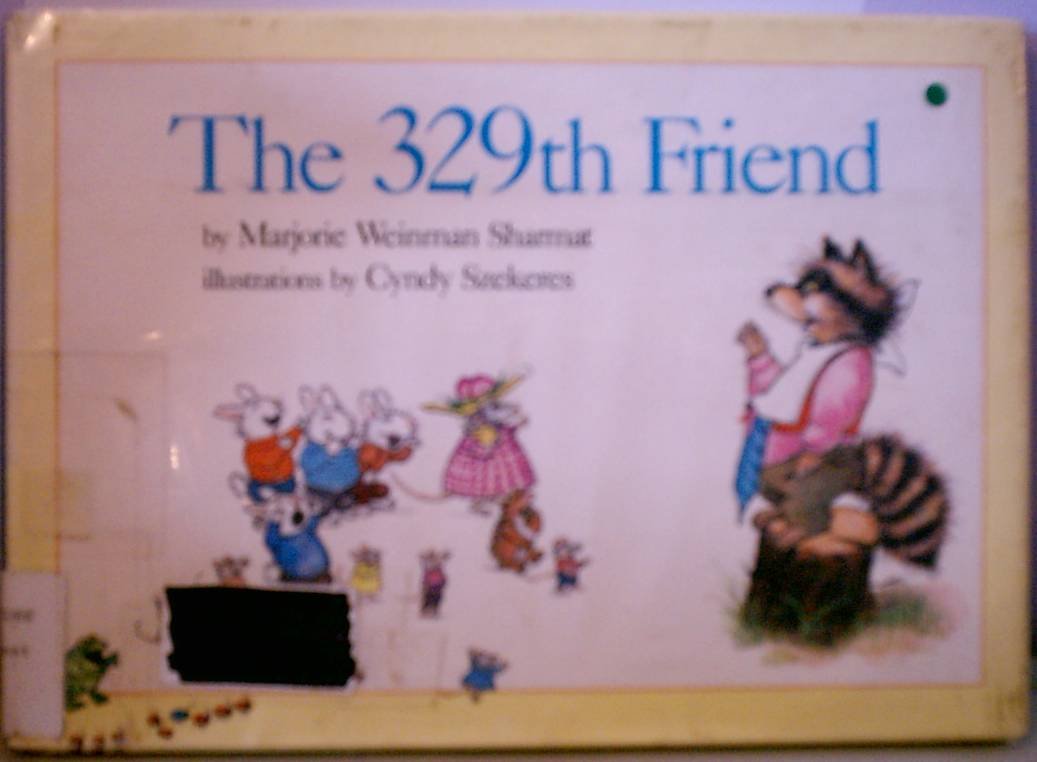 The 329th Friend
by Marjorie Weinman Sharmat
illustrations by Cyndy Szekeres